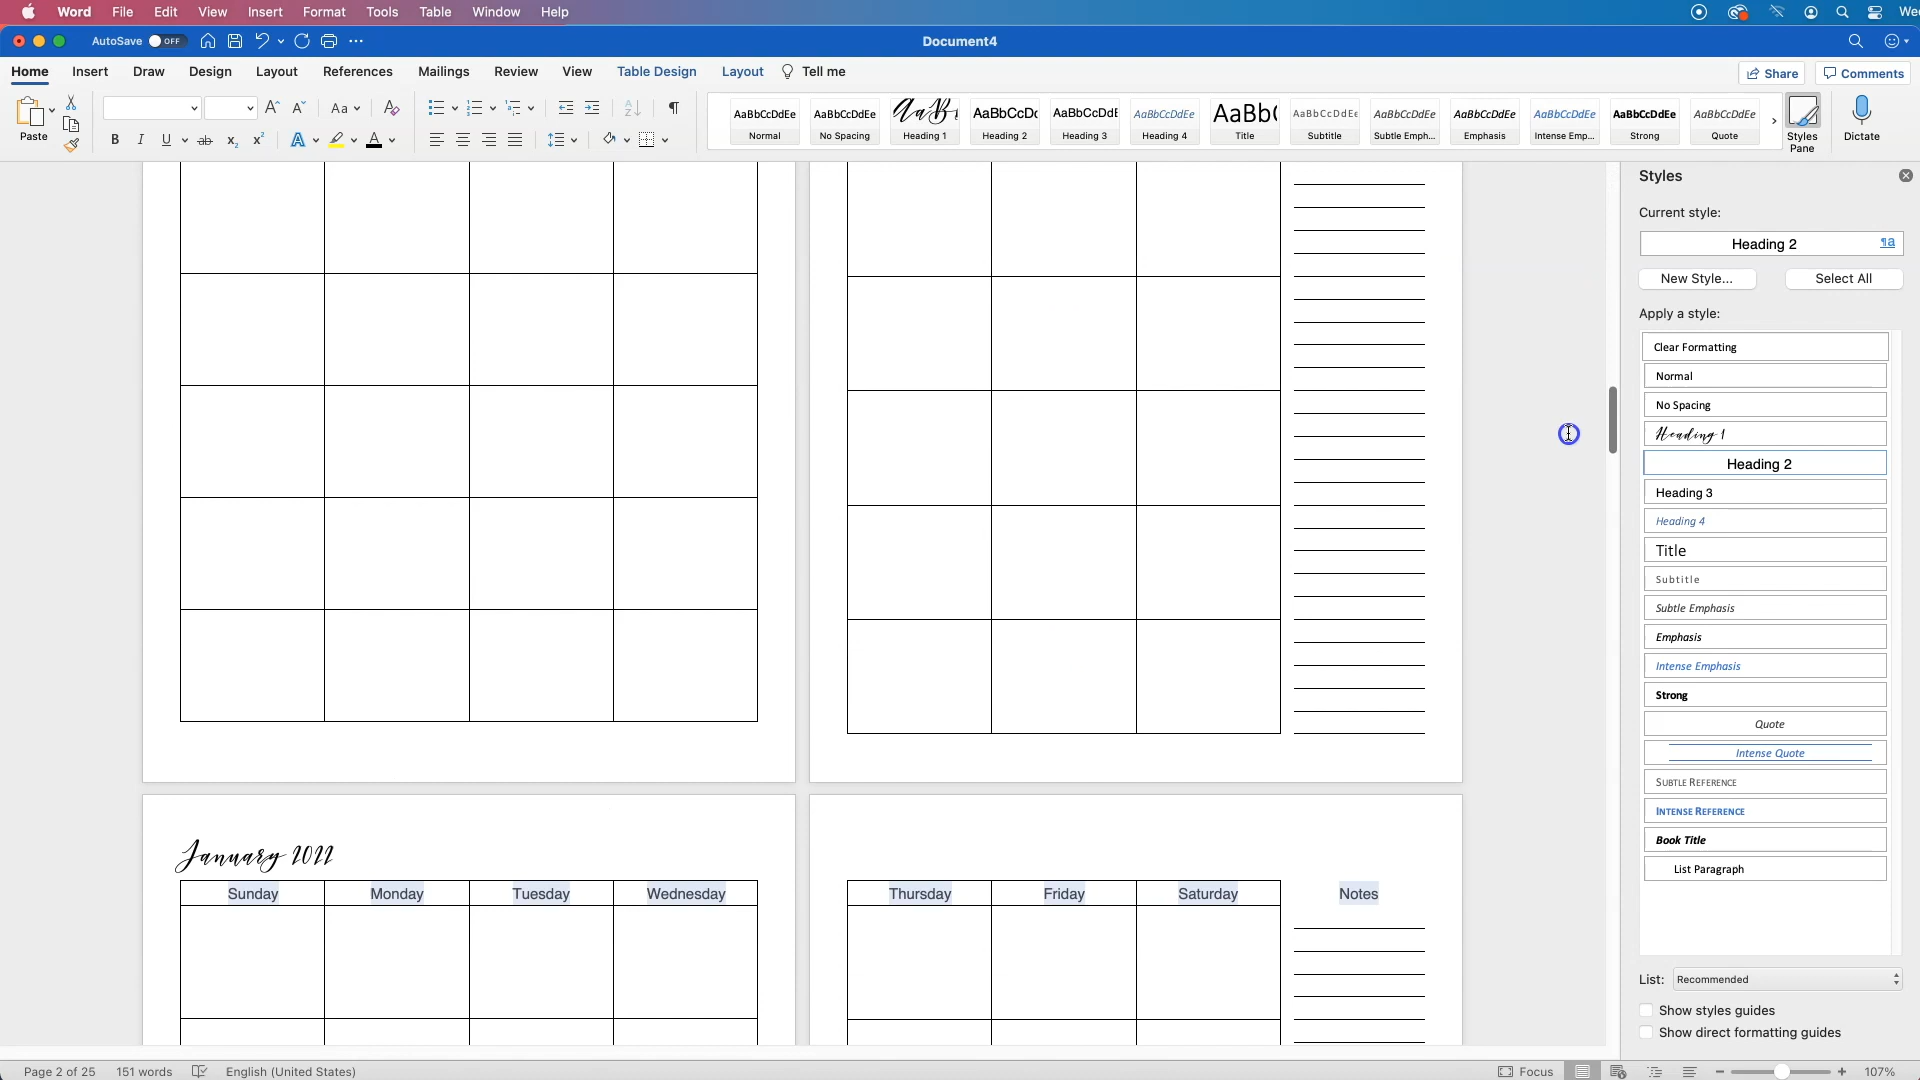 Word File Edit View Insert Format Tools Table Window Help
AutoSave OFF Document4
Home Insert Draw Design Layout References Mailings Review View Table Design Layout Tell me Share Comments
Aa A
AaBbCcDdEe AaBbCcDdEe AaBb AaBbCcDc AaBbCcDdE AaBbCcDdEe AaBb( AaBbCcDdEe AaBbCcDdEe AaBbCcDdEe AaBbCcDdEe AaBbCcDdEe AaBbCcDdEe
Paste B I U ab x₂ x² A A Normal No Spacing Heading 1 Heading 2 Heading 3 Heading 4 Title Subtitle Subtle Emph... Emphasis Intense Emp... Strong Quote Styles Pane Dictate
Styles
Current style:
Heading 2 ¶a
New Style... Select All
Apply a style:
Clear Formatting
Normal
No Spacing
Heading 1
Heading 2
Heading 3
Heading 4
Title
Subtitle
Subtle Emphasis
Emphasis
Intense Emphasis
Strong
Quote
Intense Quote
Subtle Reference
Intense Reference
Book Title
List Paragraph
List: Recommended
Show styles guides
Show direct formatting guides
January 2022
Sunday Monday Tuesday Wednesday Thursday Friday Saturday Notes
Page 2 of 25 151 words English (United States) Focus 107%